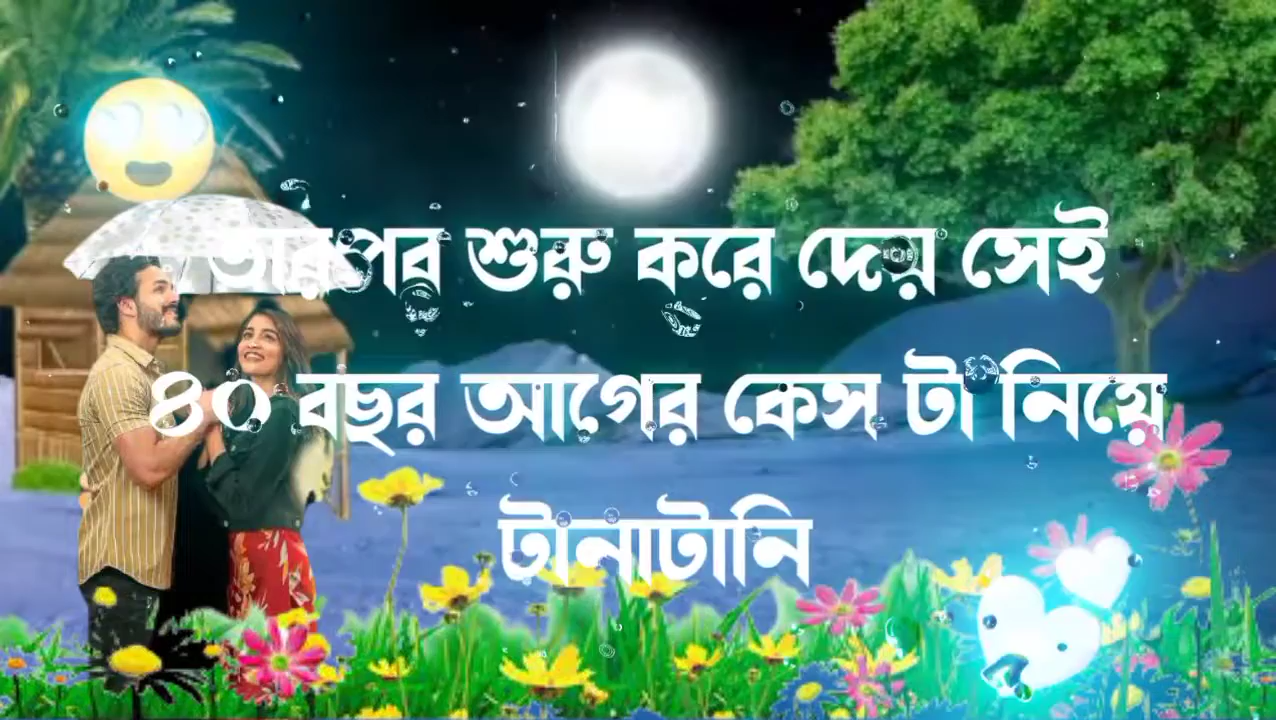 তারপর শুরু করে দেয় সেই
৪০ বছর আগের কেস টা নিয়ে
টানাটানি